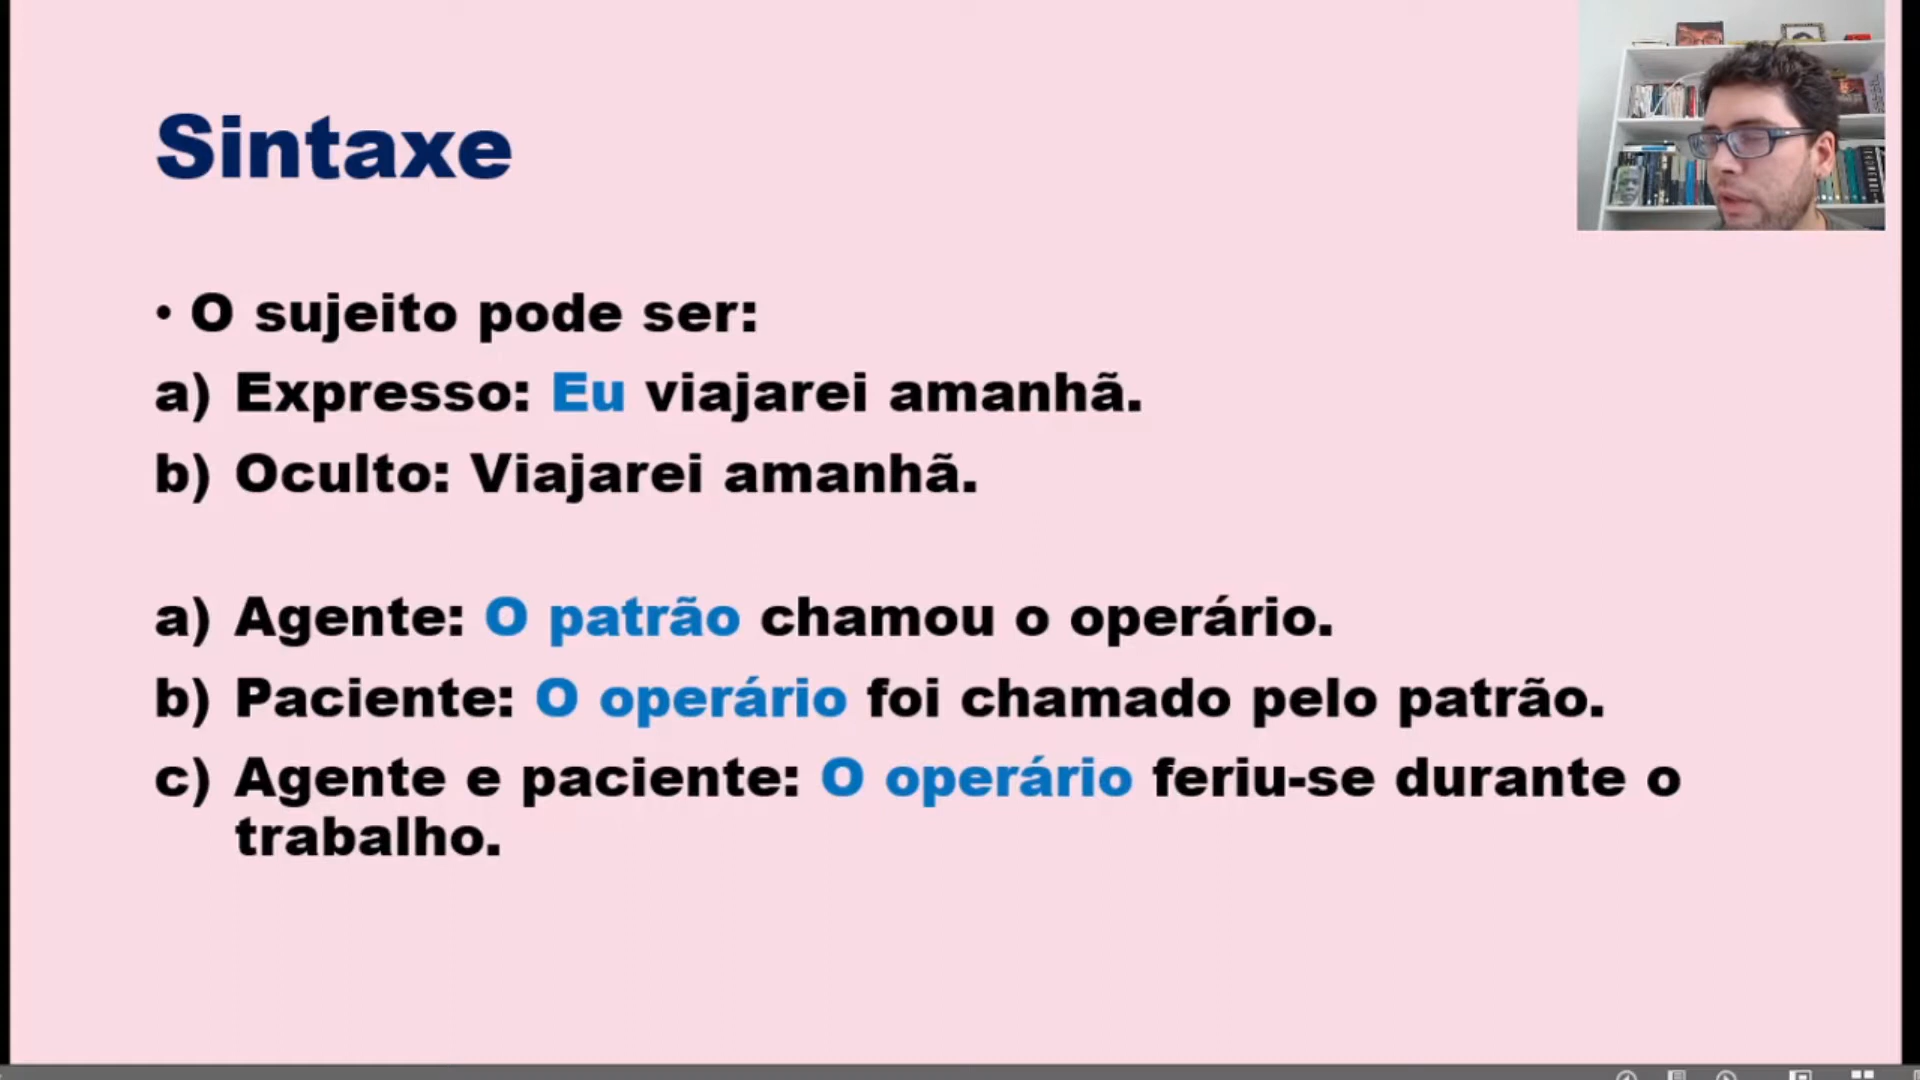 Sintaxe
• O sujeito pode ser:
a) Expresso: Eu viajarei amanhã.
b) Oculto: Viajarei amanhã.
a) Agente: O patrão chamou o operário.
b) Paciente: O operário foi chamado pelo patrão.
c) Agente e paciente: O operário feriu-se durante o
trabalho.